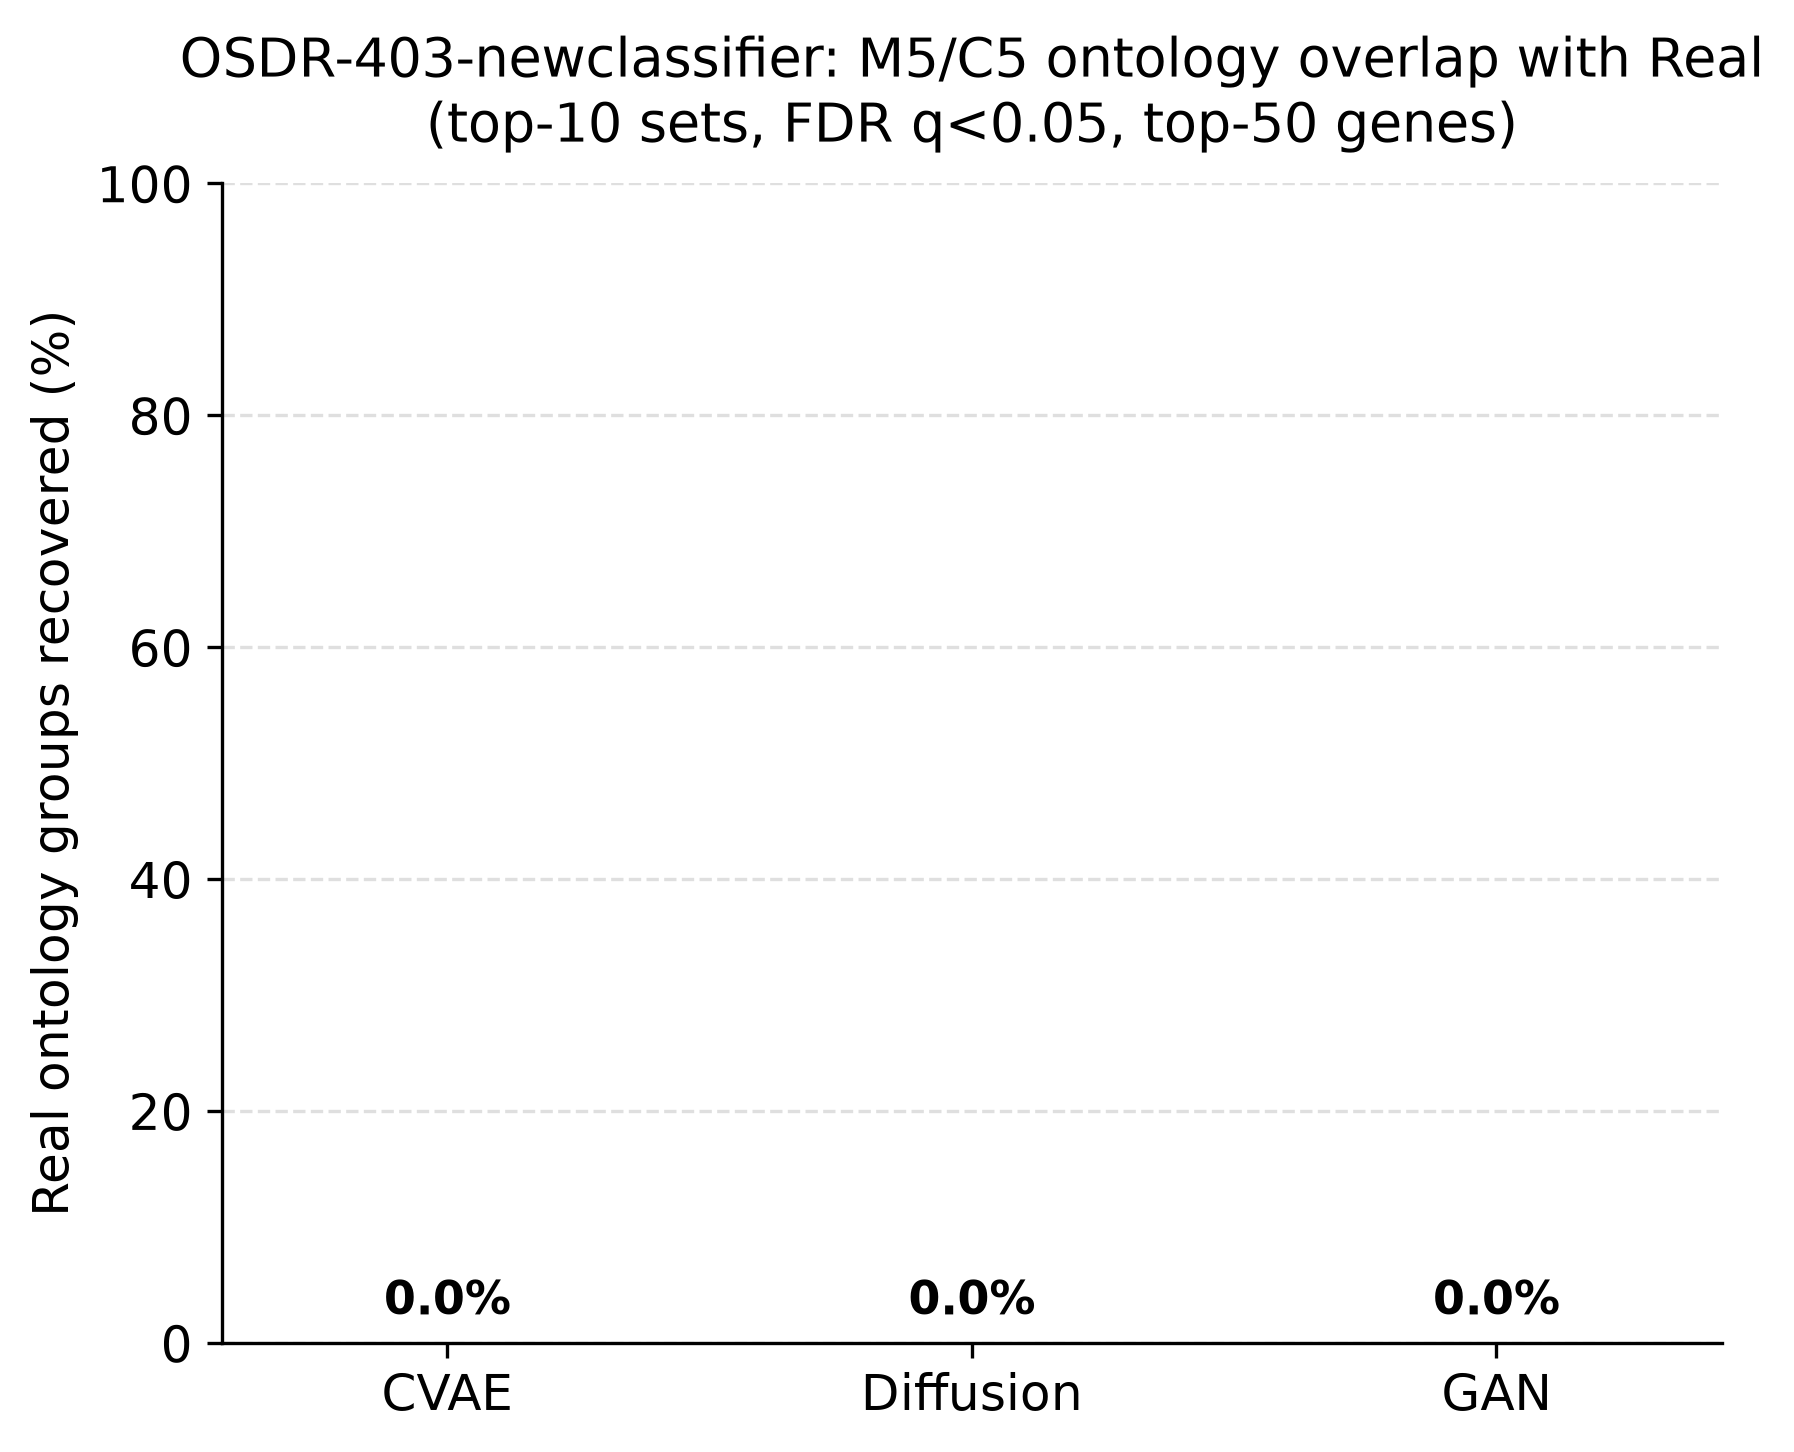 OSDR-403-newclassifier: M5/C5 ontology overlap with Real
(top-10 sets, FDR q<0.05, top-50 genes)
Real ontology groups recovered (%)
100
80
60
40
20
0
0.0%
0.0%
0.0%
CVAE
Diffusion
GAN